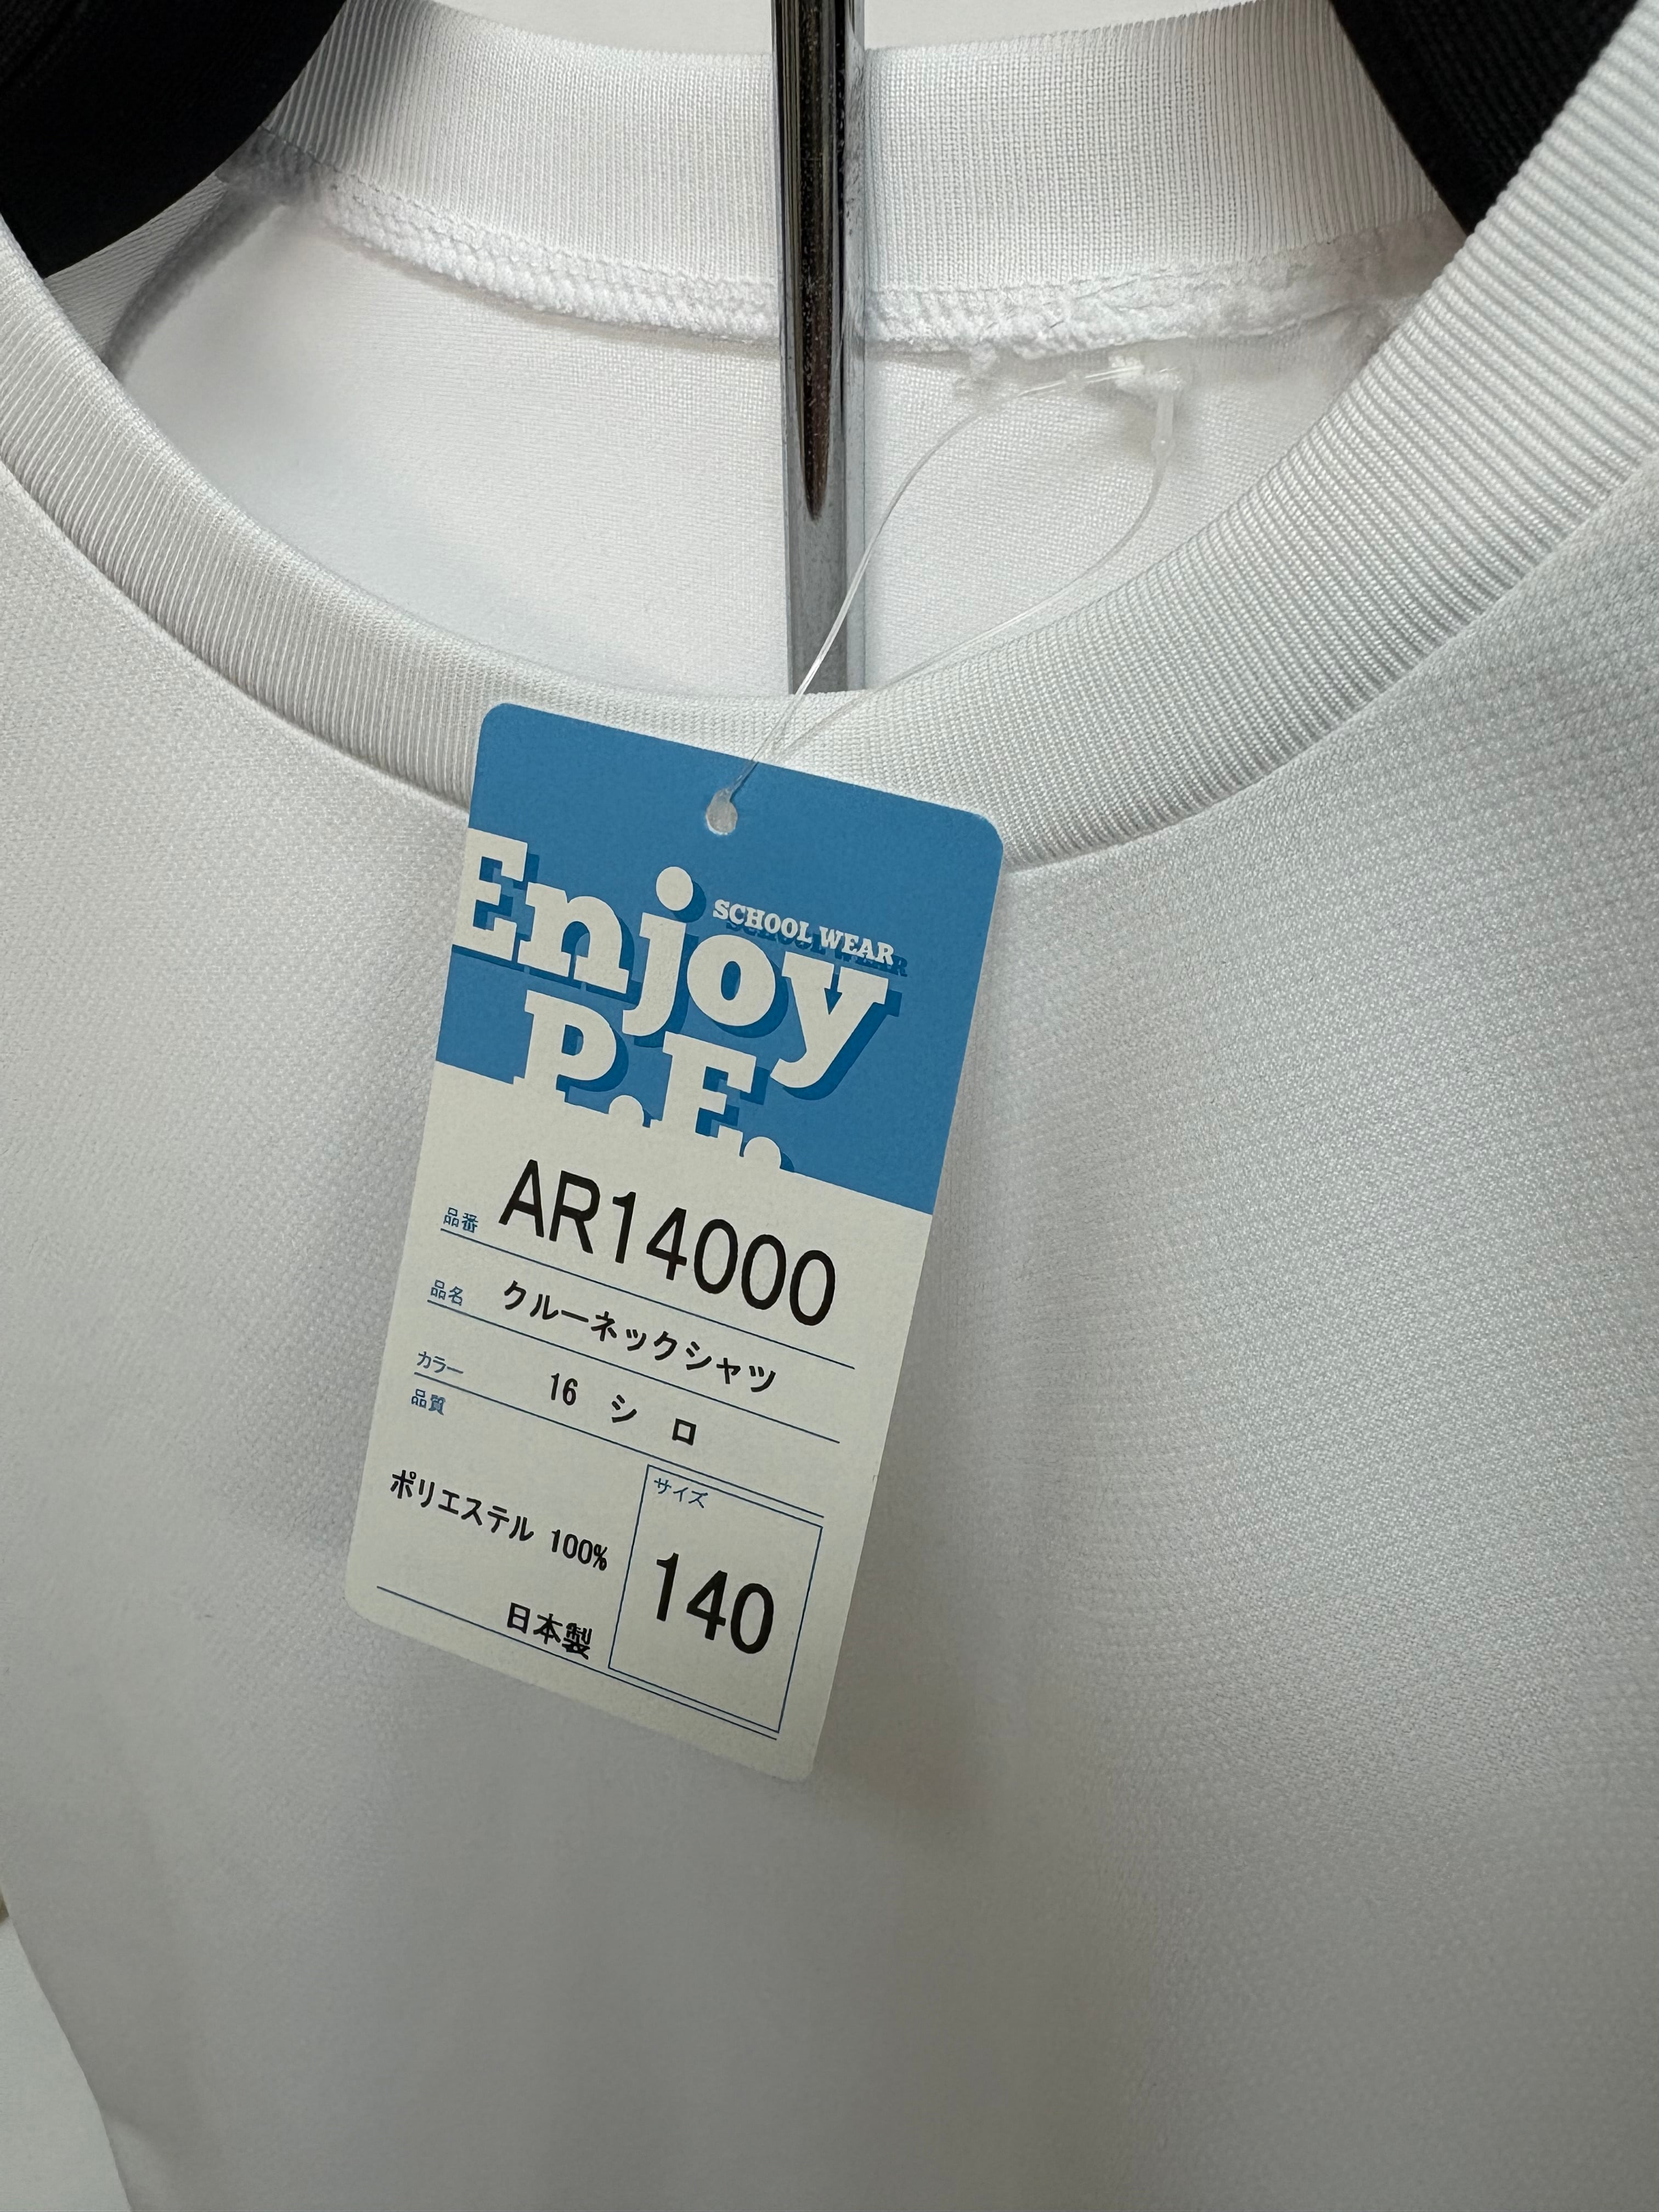 SCHOOL WEAR
Enjoy
P.E.
品番 AR14000
品名 クルーネックシャツ
カラー 16 シ ロ
品質
ポリエステル 100%
日本製
サイズ
140